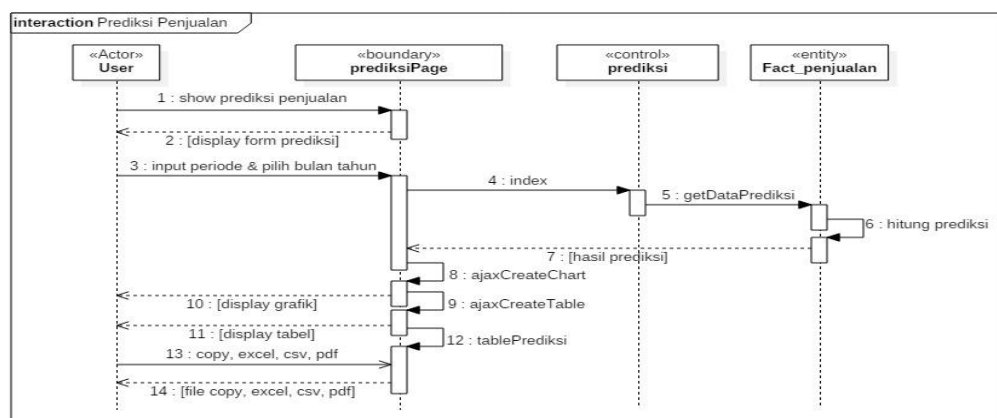 interaction Prediksi Penjualan
«Actor»
User
«boundary»
prediksiPage
«control»
prediksi
«entity»
Fact_penjualan
1 : show prediksi penjualan
2 : [display form prediksi]
3 : input periode & pilih bulan tahun
4 : index
5 : getDataPrediksi
6 : hitung prediksi
7 : [hasil prediksi]
8 : ajaxCreateChart
10 : [display grafik]
9 : ajaxCreateTable
11 : [display tabel]
12 : tablePrediksi
13 : copy, excel, csv, pdf
14 : [file copy, excel, csv, pdf]